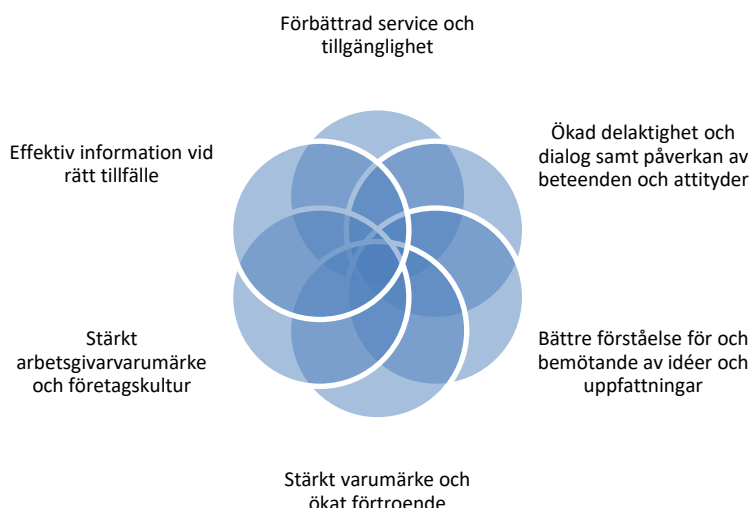 Förbättrad service och
tillgänglighet
Ökad delaktighet och
dialog samt påverkan av
beteenden och attityder
Bättre förståelse för och
bemötande av idéer och
uppfattningar
Stärkt varumärke och
ökat förtroende
Stärkt
arbetsgivarvarumärke
och företagskultur
Effektiv information vid
rätt tillfälle